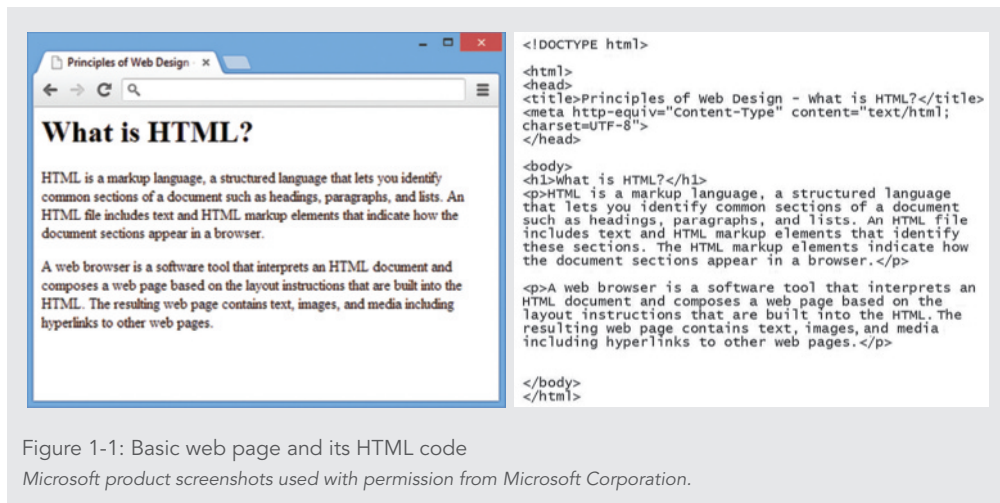 Principles of Web Design
What is HTML?
HTML is a markup language, a structured language that lets you identify
common sections of a document such as headings, paragraphs, and lists. An
HTML file includes text and HTML markup elements that indicate how the
document sections appear in a browser.
A web browser is a software tool that interprets an HTML document and
composes a web page based on the layout instructions that are built into the
HTML. The resulting web page contains text, images, and media including
hyperlinks to other web pages.
<!DOCTYPE html>
<html>
<head>
<title>Principles of Web Design - What is HTML?</title>
<meta http-equiv="Content-Type" content="text/html;
charset=UTF-8">
</head>
<body>
<h1>What is HTML?</h1>
<p>HTML is a markup language, a structured language
that lets you identify common sections of a document
such as headings, paragraphs, and lists. An HTML file
includes text and HTML markup elements that identify
these sections. The HTML markup elements indicate how
the document sections appear in a browser.</p>
<p>A web browser is a software tool that interprets an
HTML document and composes a web page based on the
layout instructions that are built into the HTML. The
resulting web page contains text, images, and media
including hyperlinks to other web pages.</p>
</body>
</html>
Figure 1-1: Basic web page and its HTML code
Microsoft product screenshots used with permission from Microsoft Corporation.